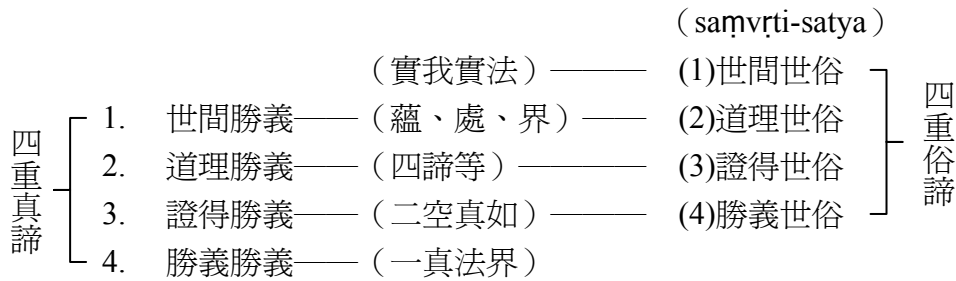 （saṃvṛti-satya）
（實我實法）——— (1)世間世俗
1. 世間勝義——（蘊、處、界）—— (2)道理世俗
2. 道理勝義——（四諦等）——— (3)證得世俗
3. 證得勝義——（二空真如）—— (4)勝義世俗
4. 勝義勝義——（一真法界）
四重真諦
四重俗諦